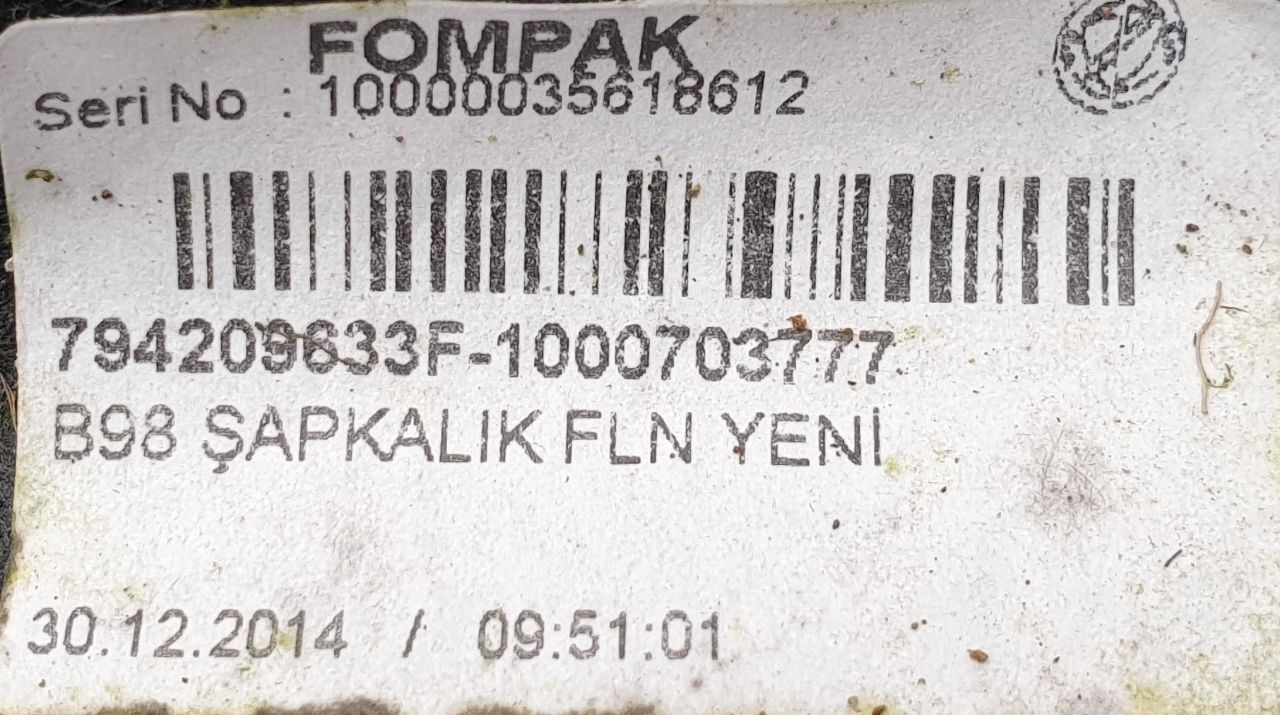 FOMPAK
Seri No : 10000035618612
794209633F-1000703777
B98 ŞAPKALIK FLN YENİ
30.12.2014 / 09:51:01